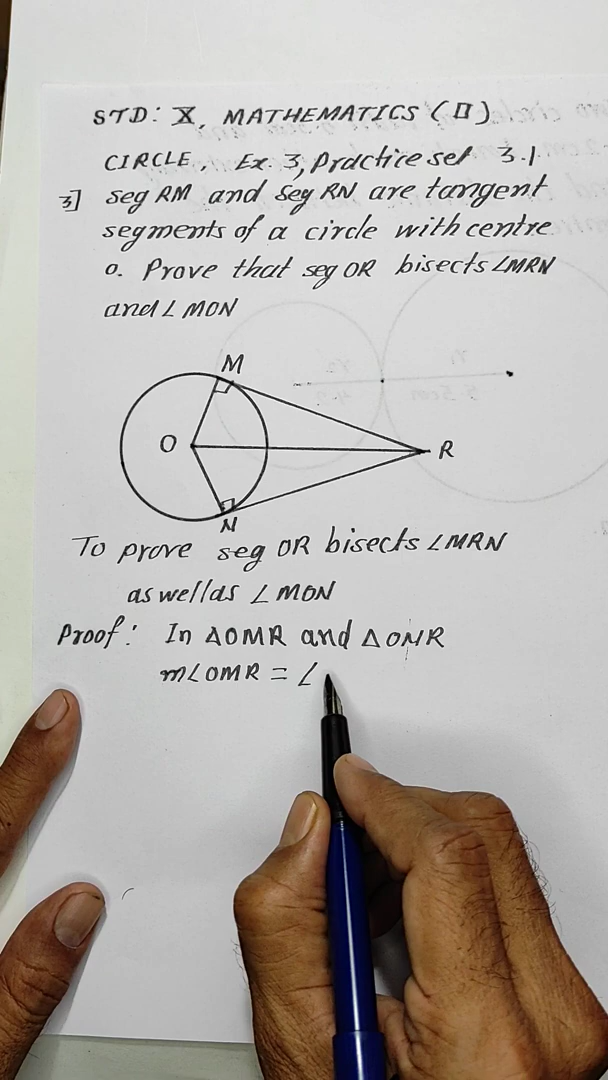 STD: X, MATHEMATICS (II)
CIRCLE, Ex. 3, Practice set 3.1
3] seg RM and seg RN are tangent
segments of a circle with centre
O. Prove that seg OR bisects ∠MRN
and ∠MON
M
O
R
N
To prove seg OR bisects ∠MRN
as well as ∠MON
Proof: In △OMR and △ONR
m∠OMR = ∠